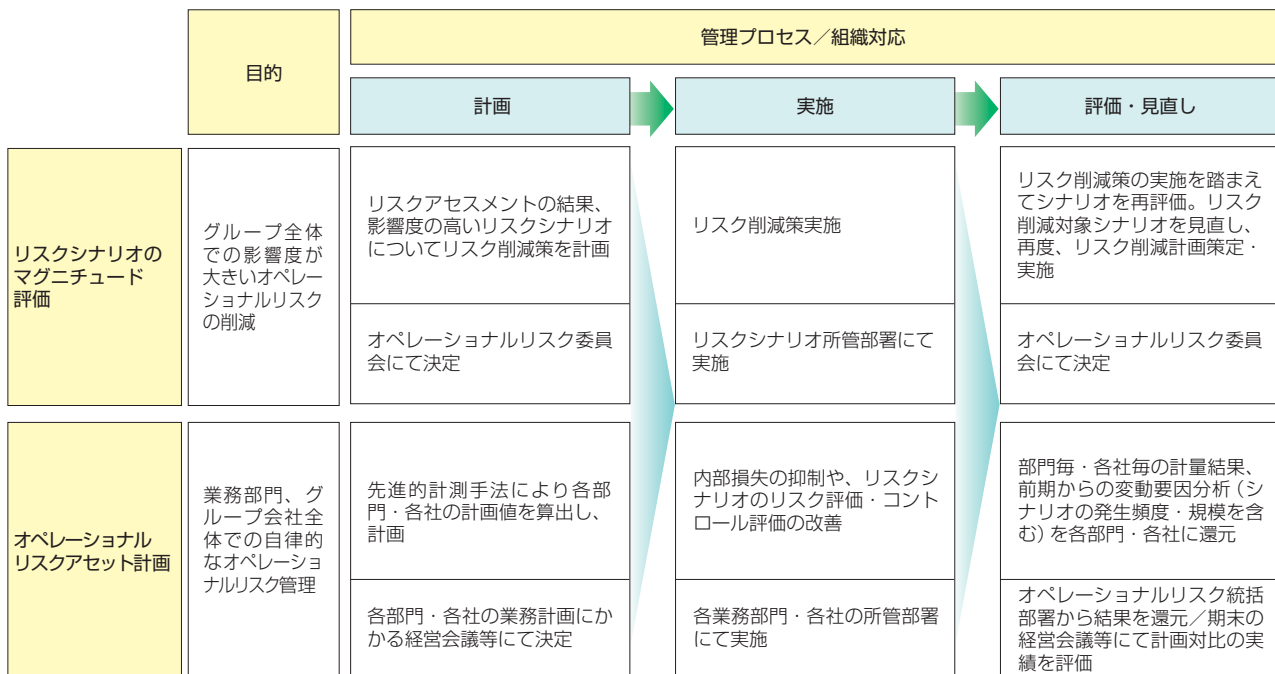 目的
管理プロセス／組織対応
計画
実施
評価・見直し
リスクシナリオの
マグニチュード
評価
グループ全体
での影響度が
大きいオペレー
ショナルリスク
の削減
リスクアセスメントの結果、
影響度の高いリスクシナリオ
についてリスク削減策を計画
リスク削減策実施
リスク削減策の実施を踏まえ
てシナリオを再評価。リスク
削減対象シナリオを見直し、
再度、リスク削減計画策定・
実施
オペレーショナルリスク委員
会にて決定
リスクシナリオ所管部署にて
実施
オペレーショナルリスク委員
会にて決定
オペレーショナル
リスクアセット計画
業務部門、グ
ループ会社全
体での自律的
なオペレーショ
ナルリスク管理
先進的計測手法により各部
門・各社の計画値を算出し、
計画
内部損失の抑制や、リスクシ
ナリオのリスク評価・コント
ロール評価の改善
部門毎・各社毎の計量結果、
前期からの変動要因分析（シ
ナリオの発生頻度・規模を含
む）を各部門・各社に還元
各部門・各社の業務計画にか
かる経営会議等にて決定
各業務部門・各社の所管部署
にて実施
オペレーショナルリスク統括
部署から結果を還元／期末の
経営会議等にて計画対比の実
績を評価